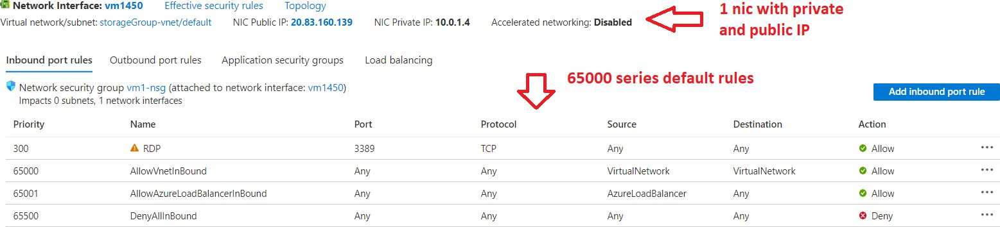 Network Interface: vm1450 Effective security rules Topology
1 nic with private
and public IP
Virtual network/subnet: storageGroup-vnet/default NIC Public IP: 20.83.160.139 NIC Private IP: 10.0.1.4 Accelerated networking: Disabled
Inbound port rules Outbound port rules Application security groups Load balancing
65000 series default rules
Network security group vm1-nsg (attached to network interface: vm1450)
Impacts 0 subnets, 1 network interfaces
Add inbound port rule
Priority Name Port Protocol Source Destination Action
300 RDP 3389 TCP Any Any Allow
65000 AllowVnetInBound Any Any VirtualNetwork VirtualNetwork Allow
65001 AllowAzureLoadBalancerInBound Any Any AzureLoadBalancer Any Allow
65500 DenyAllInBound Any Any Any Any Deny